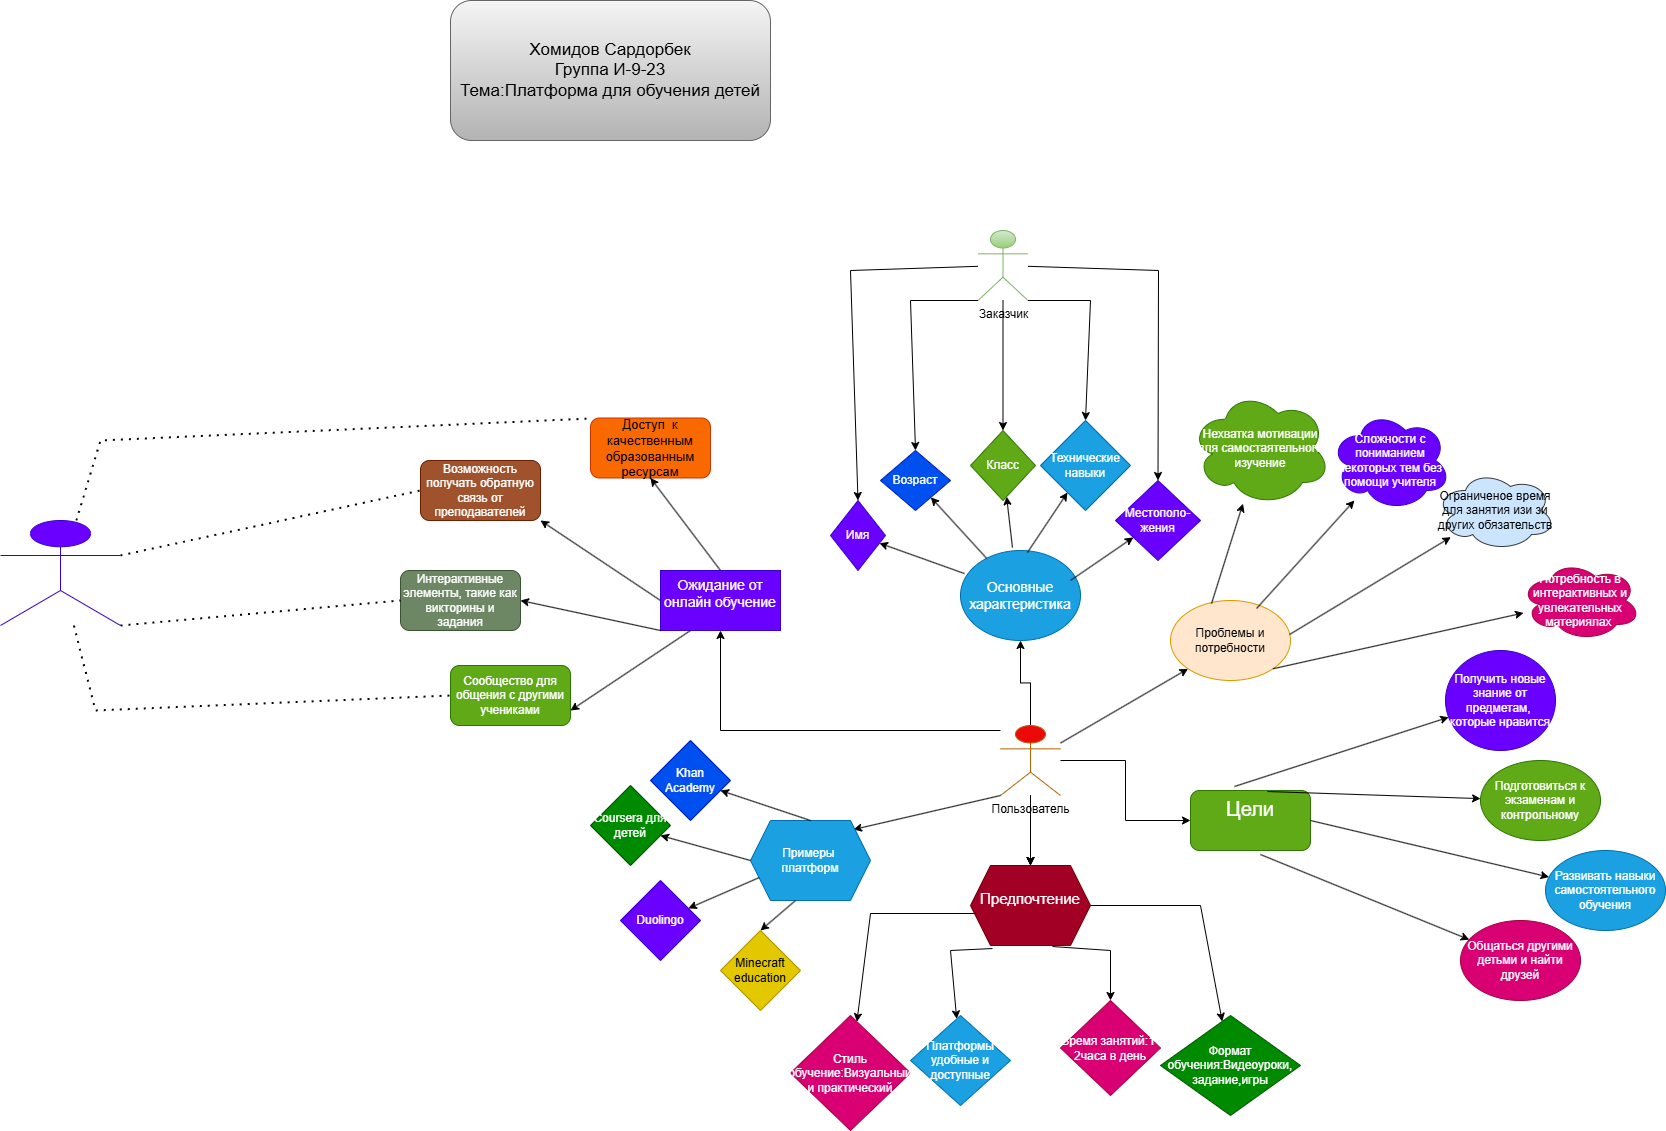 Хомидов Сардорбек
Группа И-9-23
Тема:Платформа для обучения детей
Заказчик
Доступ к
качественным
образованным
ресурсам
Возможность
получать обратную
связь от
преподавателей
Интерактивные
элементы, такие как
викторины и
задания
Сообщество для
общения с другими
учениками
Ожидание от
онлайн обучение
Имя
Возраст
Класс
Технические
навыки
Местополо-
жения
Основные
характеристика
Нехватка мотивации
для самостаятельного
изучение
Сложности с
пониманием
некоторых тем без
помощи учителя
Ограниченое время
для занятия изи зи
других обязательств
Потребность в
интерактивных и
увлекательных
материалах
Проблемы и
потребности
Пользователь
Получить новые
знание от
предметам,
которые нравится
Подготовиться к
экзаменам и
контрольному
Развивать навыки
самостоятельного
обучения
Общаться другими
детьми и найти
друзей
Цели
Khan
Academy
Coursera для
детей
Duolingo
Minecraft
education
Примеры
платформ
Предпочтение
Стиль
обучение:Визуальный
и практический
Платформы
удобные и
доступные
Время занятий:1
2часа в день
Формат
обучения:Видеоуроки,
задание,игры